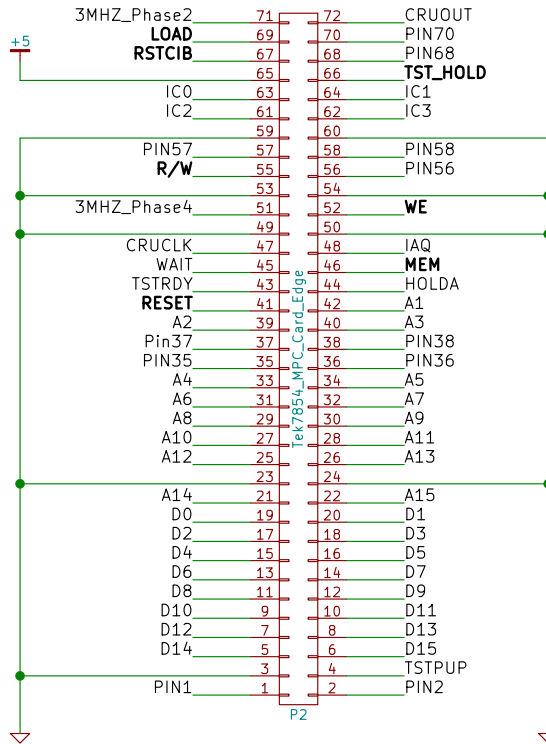 3MHZ_Phase2 71 72 CRUOUT
LOAD 69 70 PIN70
+5
RSTCIB 67 68 PIN68
65 66 TST_HOLD
IC0 63 64 IC1
IC2 61 62 IC3
59 60
PIN57 57 58 PIN58
R/W 55 56 PIN56
53 54
3MHZ_Phase4 51 52 WE
49 50
CRUCLK 47 48 IAQ
WAIT 45 46 MEM
TSTRDY 43 44 HOLDA
RESET 41 42 A1
A2 39 40 A3
Pin37 37 38 PIN38
PIN35 35 36 PIN36
A4 33 34 A5
A6 31 32 A7
A8 29 30 A9
A10 27 28 A11
A12 25 26 A13
23 24
A14 21 22 A15
D0 19 20 D1
D2 17 18 D3
D4 15 16 D5
D6 13 14 D7
D8 11 12 D9
D10 9 10 D11
D12 7 8 D13
D14 5 6 D15
3 4 TSTPUP
PIN1 1 2 PIN2
Tek7854_MPC_Card_Edge
P2